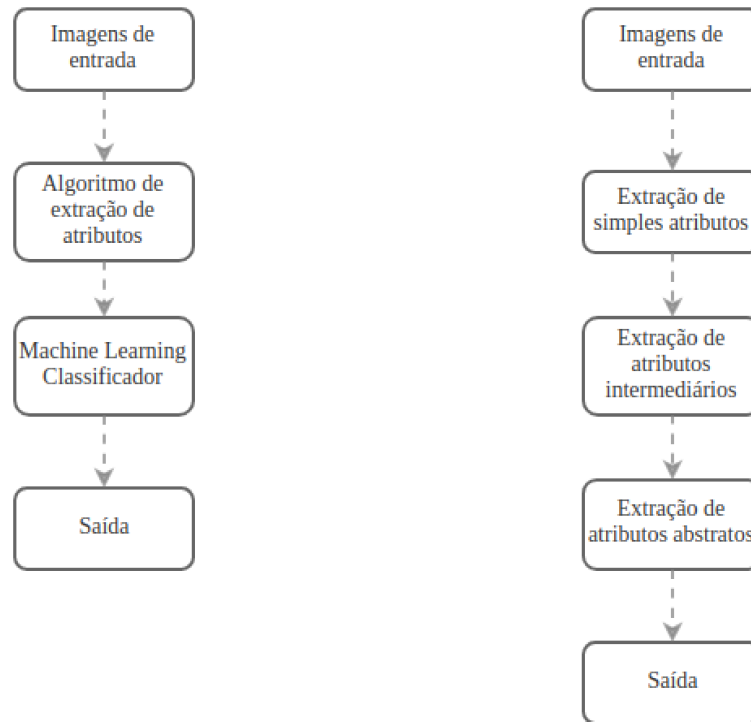 Imagens de
entrada
Algoritmo de
extração de
atributos
Machine Learning
Classificador
Saída
Imagens de
entrada
Extração de
simples atributos
Extração de
atributos
intermediários
Extração de
atributos abstratos
Saída